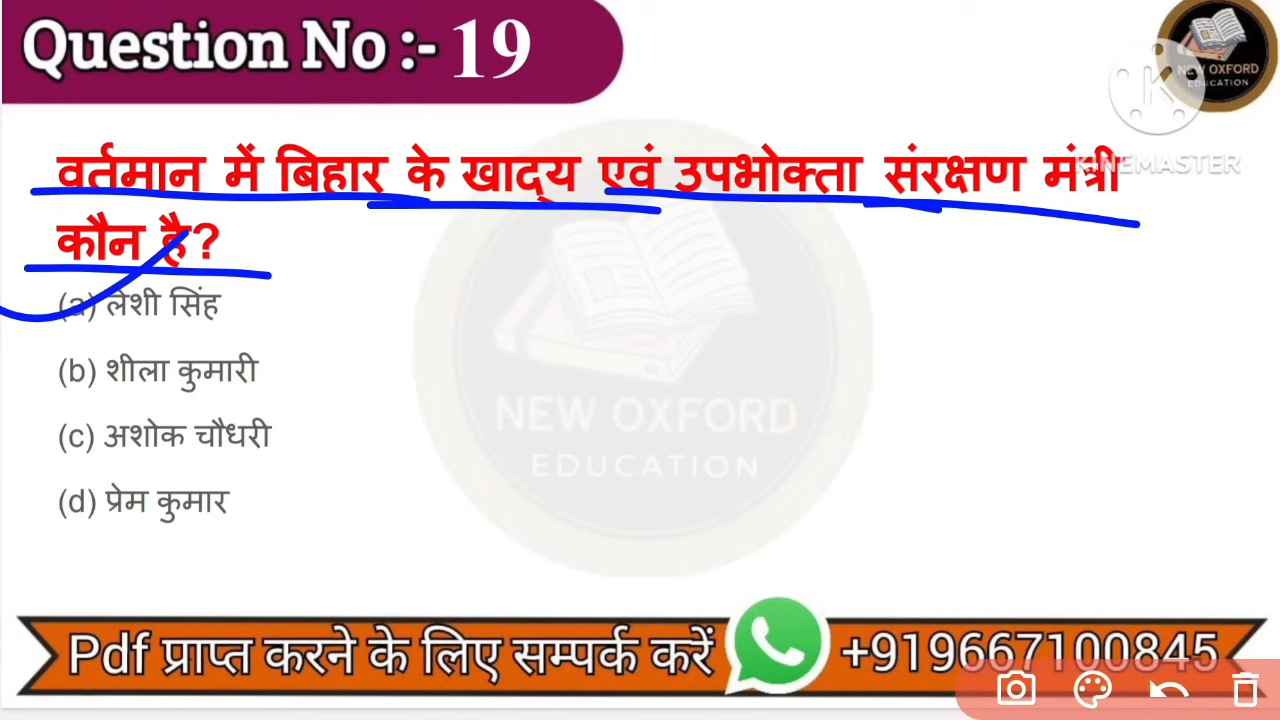 Question No :- 19
NEW OXFORD
EDUCATION
KINEMASTER
वर्तमान में बिहार के खाद्य एवं उपभोक्ता संरक्षण मंत्री
कौन है?
(a) लेशी सिंह
(b) शीला कुमारी
(c) अशोक चौधरी
(d) प्रेम कुमार
NEW OXFORD
EDUCATION
Pdf प्राप्त करने के लिए सम्पर्क करें +919667100845